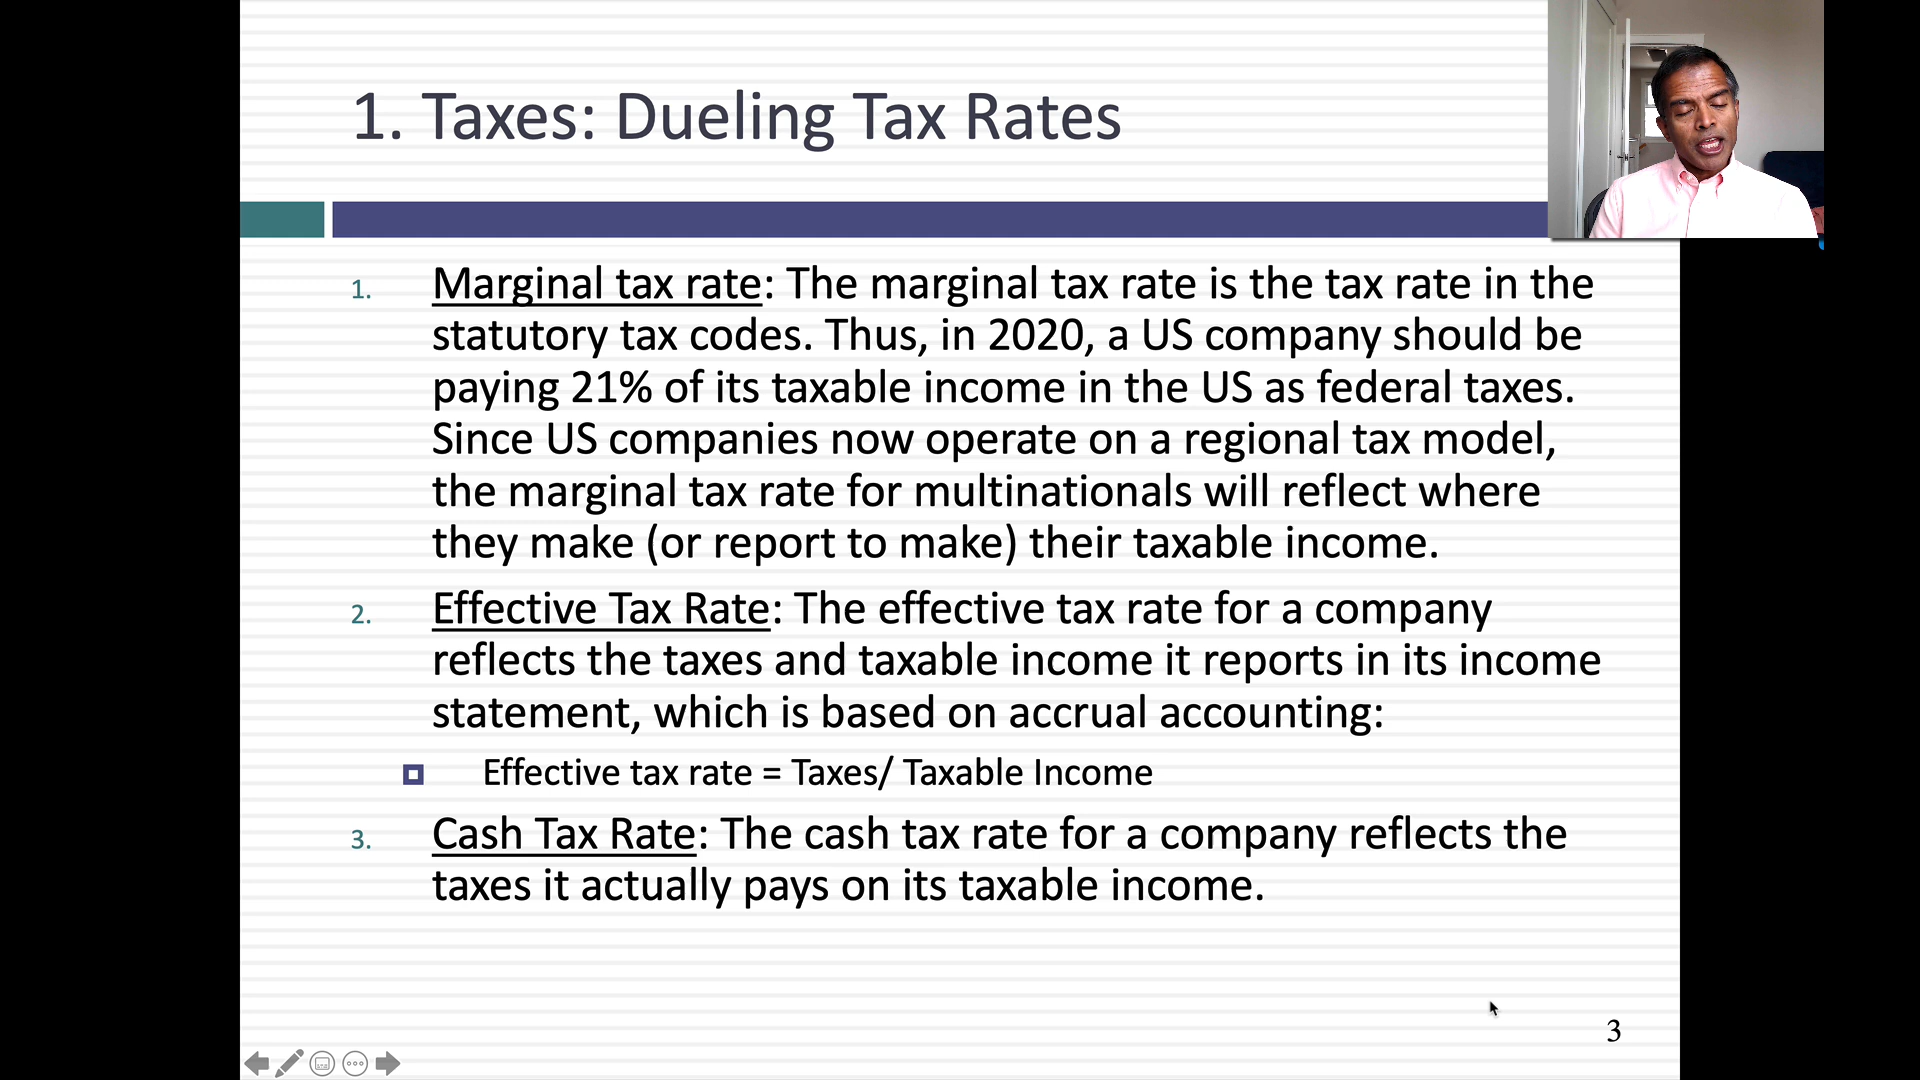 1. Taxes: Dueling Tax Rates
1. Marginal tax rate: The marginal tax rate is the tax rate in the
statutory tax codes. Thus, in 2020, a US company should be
paying 21% of its taxable income in the US as federal taxes.
Since US companies now operate on a regional tax model,
the marginal tax rate for multinationals will reflect where
they make (or report to make) their taxable income.
2. Effective Tax Rate: The effective tax rate for a company
reflects the taxes and taxable income it reports in its income
statement, which is based on accrual accounting:
Effective tax rate = Taxes/ Taxable Income
3. Cash Tax Rate: The cash tax rate for a company reflects the
taxes it actually pays on its taxable income.
3